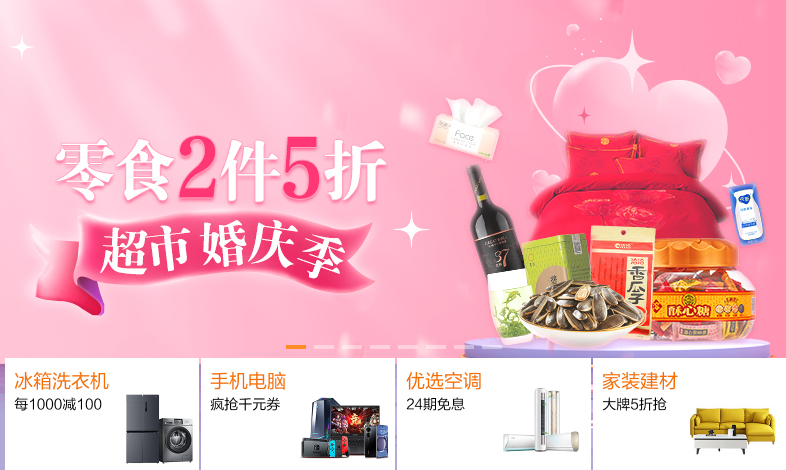 零食2件5折
超市 婚庆季
Face
37
洽洽
洽洽
香瓜子
酥心糖
冰箱洗衣机
每1000减100
手机电脑
疯抢千元券
优选空调
24期免息
家装建材
大牌5折抢